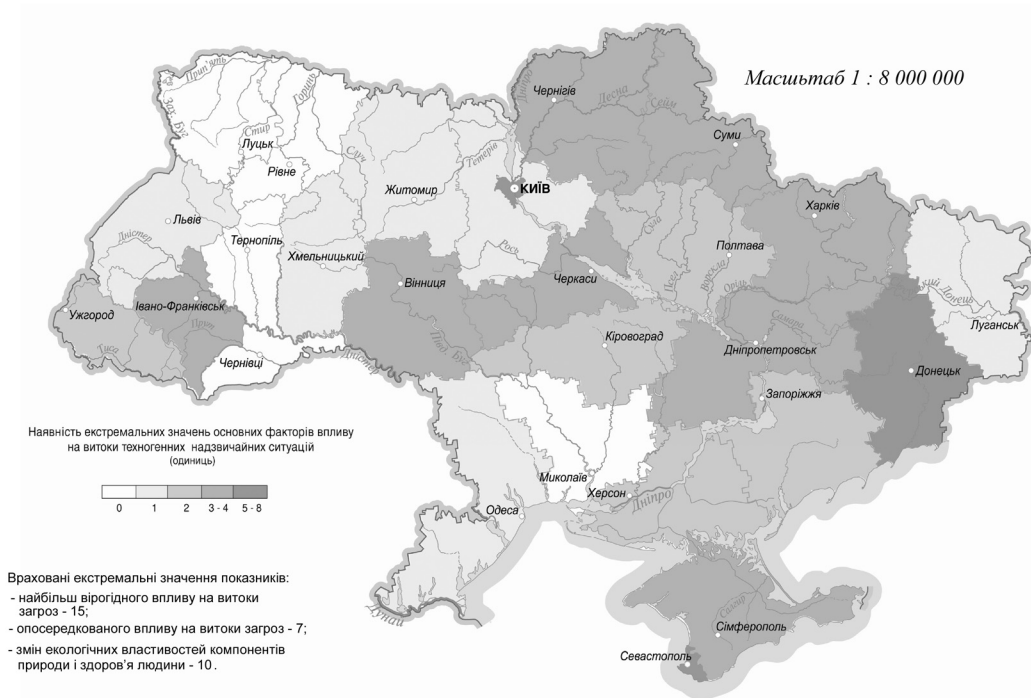 Масштаб 1 : 8 000 000
Прип'ять
Зах. Буг
Горинь
Стир
Луцьк
Рівне
Случ
Житомир
Тетерів
КИЇВ
Дніпро
Чернігів
Десна
Сейм
Суми
Львів
Дністер
Тернопіль
Хмельницький
Рось
Сула
Псел
Ворскла
Полтава
Харків
Вінниця
Черкаси
Оріль
Самара
Луганськ
Ужгород
Тиса
Івано-Франківськ
Прут
Чернівці
Дністер
Півд. Буг
Кіровоград
Дніпропетровськ
Донецьк
Запоріжжя
Миколаїв
Херсон
Дніпро
Одеса
Дунай
Салгир
Сімферополь
Севастополь
Наявність екстремальних значень основних факторів впливу
на витоки техногенних надзвичайних ситуацій
(одиниць)
0 1 2 3 - 4 5 - 8
Враховані екстремальні значення показників:
- найбільш вірогідного впливу на витоки
загроз - 15;
- опосередкованого впливу на витоки загроз - 7;
- змін екологічних властивостей компонентів
природи і здоров'я людини - 10 .